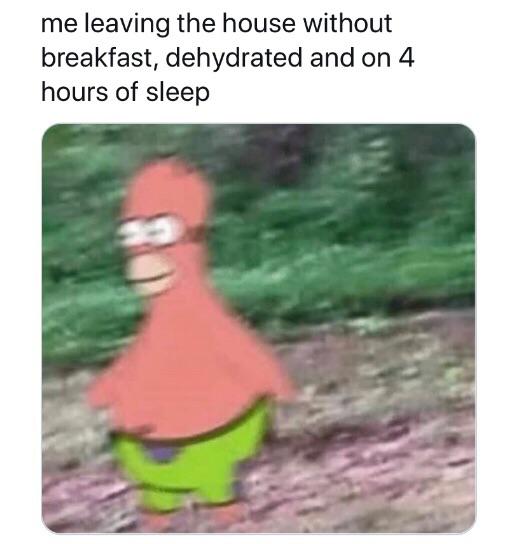 me leaving the house without
breakfast, dehydrated and on 4
hours of sleep